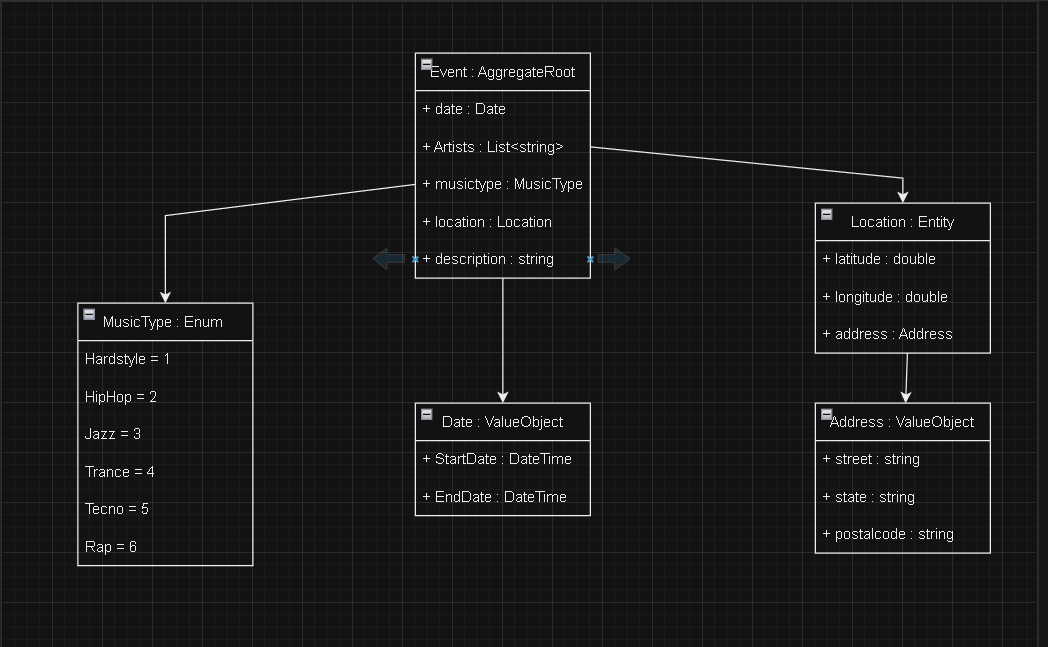 Event : AggregateRoot
+ date : Date
+ Artists : List<string>
+ musictype : MusicType
+ location : Location
+ description : string
Location : Entity
+ latitude : double
+ longitude : double
+ address : Address
MusicType : Enum
Hardstyle = 1
HipHop = 2
Jazz = 3
Trance = 4
Tecno = 5
Rap = 6
Date : ValueObject
+ StartDate : DateTime
+ EndDate : DateTime
Address : ValueObject
+ street : string
+ state : string
+ postalcode : string